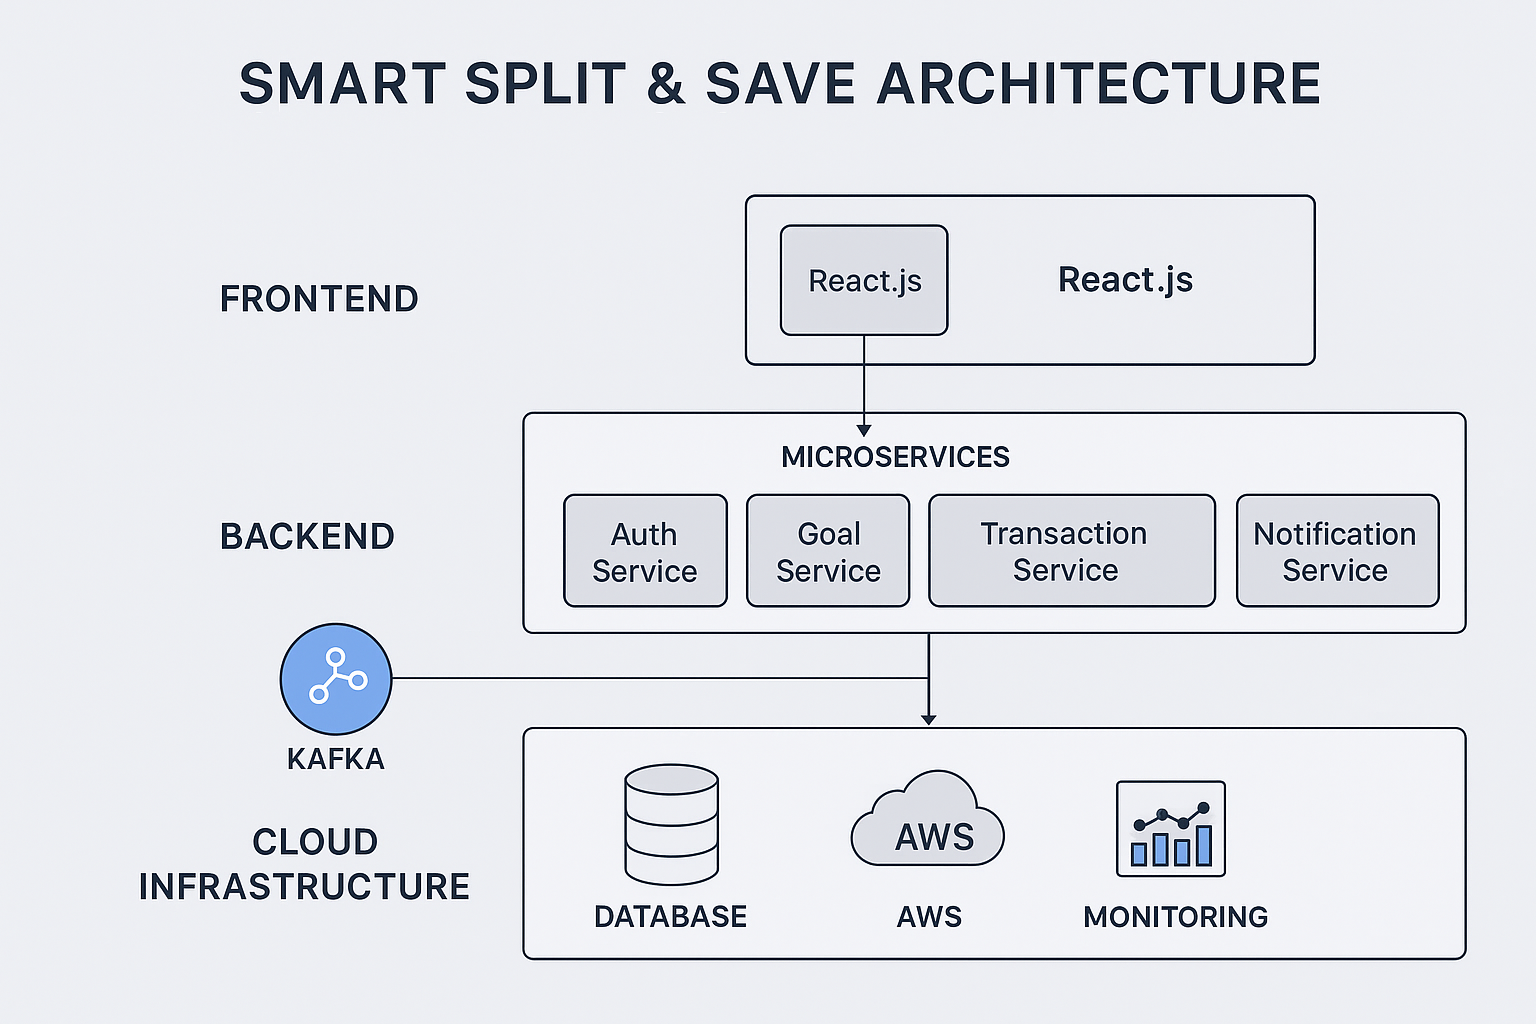 SMART SPLIT & SAVE ARCHITECTURE
FRONTEND
React.js
React.js
BACKEND
MICROSERVICES
Auth
Service
Goal
Service
Transaction
Service
Notification
Service
KAFKA
CLOUD
INFRASTRUCTURE
DATABASE
AWS
AWS
MONITORING